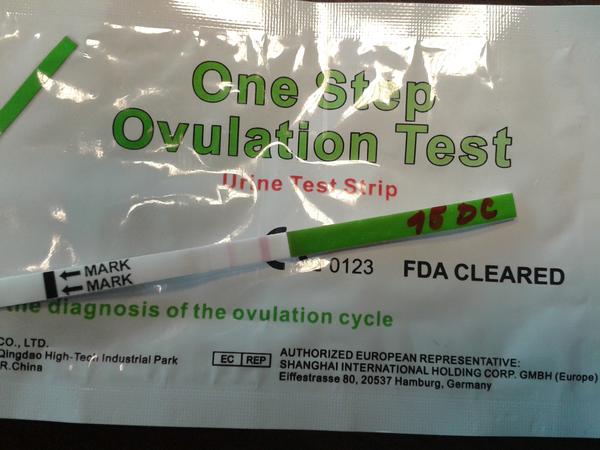 One Step
Ovulation Test
Urine Test Strip
15 DC
MARK
MARK
0123 FDA CLEARED
the diagnosis of the ovulation cycle
CO., LTD.
Qingdao High-Tech Industrial Park
R.China
EC REP
AUTHORIZED EUROPEAN REPRESENTATIVE:
SHANGHAI INTERNATIONAL HOLDING CORP. GMBH (Europe)
Eiffestrasse 80, 20537 Hamburg, Germany